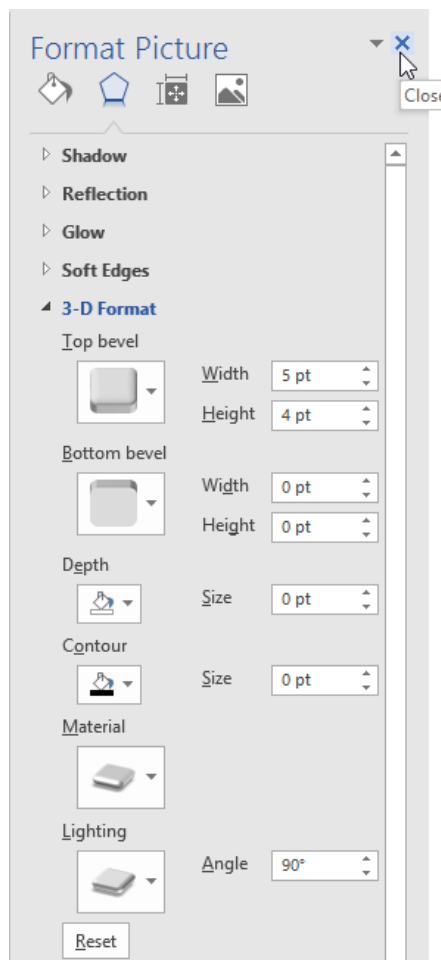 Format Picture
Close
Shadow
Reflection
Glow
Soft Edges
3-D Format
Top bevel
Width 5 pt
Height 4 pt
Bottom bevel
Width 0 pt
Height 0 pt
Depth
Size 0 pt
Contour
Size 0 pt
Material
Lighting
Angle 90°
Reset